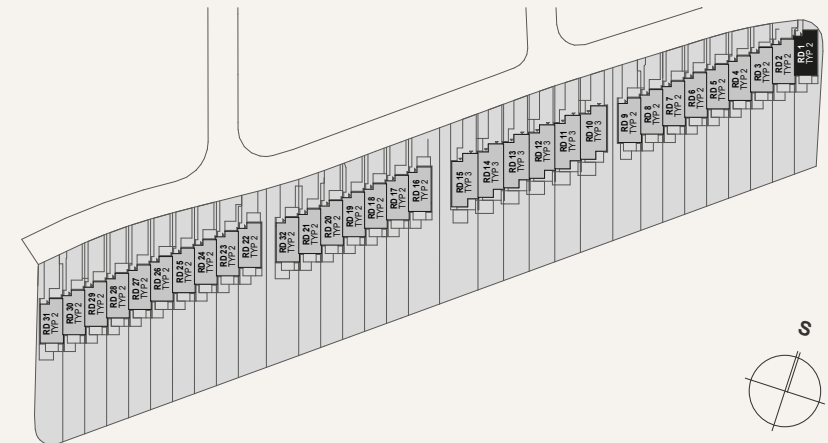 RD 31
TYP 2
RD 30
TYP 2
RD 29
TYP 2
RD 28
TYP 2
RD 27
TYP 2
RD 26
TYP 2
RD 25
TYP 2
RD 24
TYP 2
RD 23
TYP 2
RD 22
TYP 2
RD 32
TYP 2
RD 21
TYP 2
RD 20
TYP 2
RD 19
TYP 2
RD 18
TYP 2
RD 17
TYP 2
RD 16
TYP 2
RD 15
TYP 3
RD 14
TYP 3
RD 13
TYP 3
RD 12
TYP 3
RD 11
TYP 3
RD 10
TYP 3
RD 9
TYP 2
RD 8
TYP 2
RD 7
TYP 2
RD 6
TYP 2
RD 5
TYP 2
RD 4
TYP 2
RD 3
TYP 2
RD 2
TYP 2
RD 1
TYP 2
S